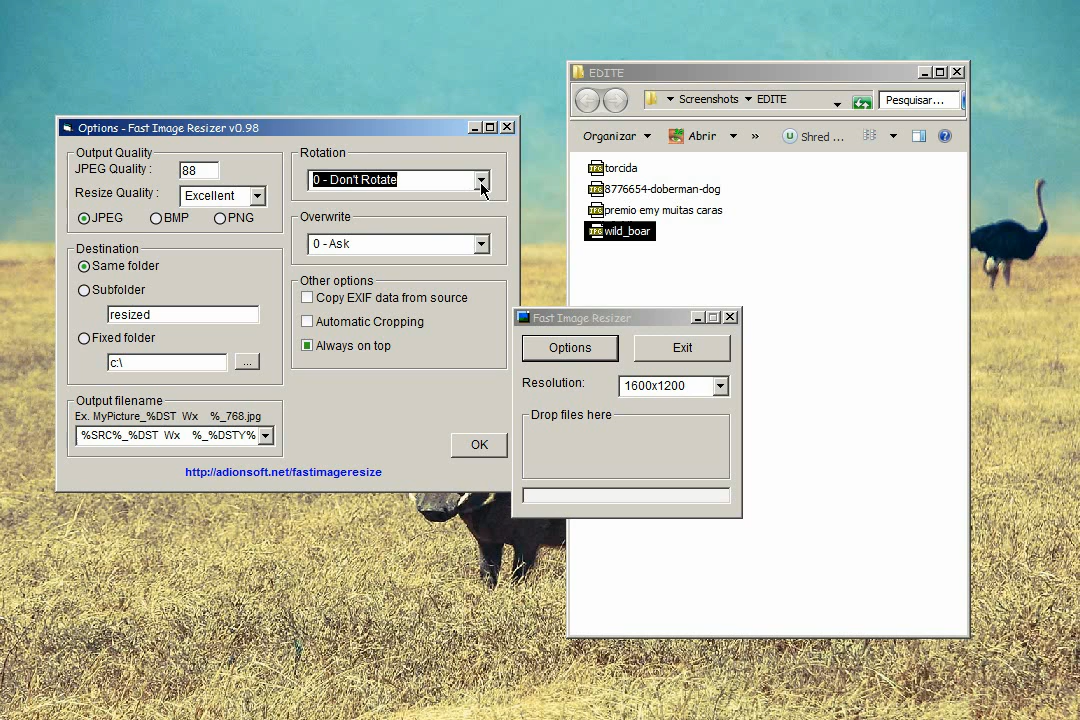 Options - Fast Image Resizer v0.98
Output Quality
JPEG Quality :
88
Resize Quality :
Excellent
JPEG
BMP
PNG
Destination
Same folder
Subfolder
resized
Fixed folder
c:\
...
Output filename
Ex. MyPicture_%DST Wx %_768.jpg
%SRC%_%DST Wx %_%DSTY%
Rotation
0 - Don't Rotate
Overwrite
0 - Ask
Other options
Copy EXIF data from source
Automatic Cropping
Always on top
OK
http://adionsoft.net/fastimageresize
EDITE
Screenshots EDITE
Pesquisar...
Organizar
Abrir
»
Shred ...
JPG torcida
JPG 8776654-doberman-dog
JPG premio emy muitas caras
JPG wild_boar
Fast Image Resizer
Options
Exit
Resolution:
1600x1200
Drop files here